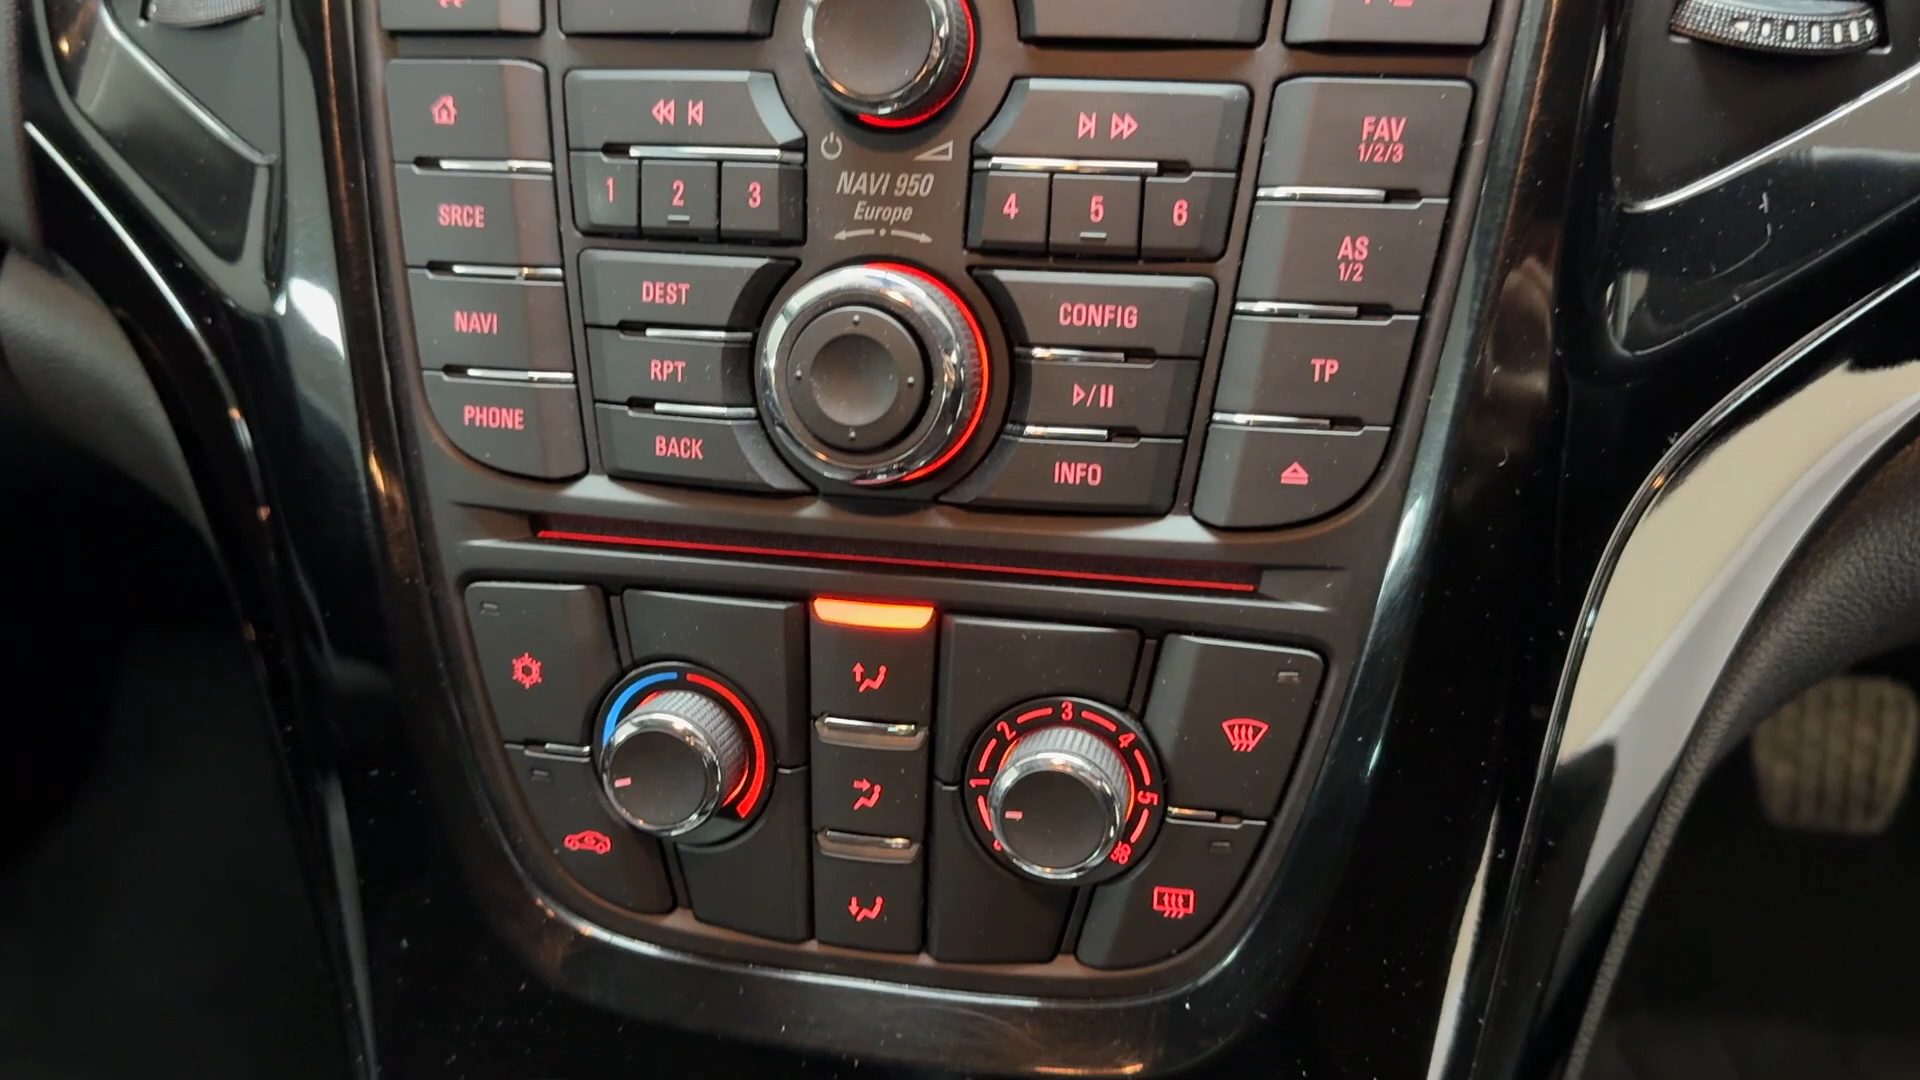 FAV
1/2/3
1 2 3
NAVI 950
Europe
4 5 6
SRCE
AS
1/2
DEST
CONFIG
NAVI
RPT
TP
PHONE
BACK
INFO
1 2 3 4 5